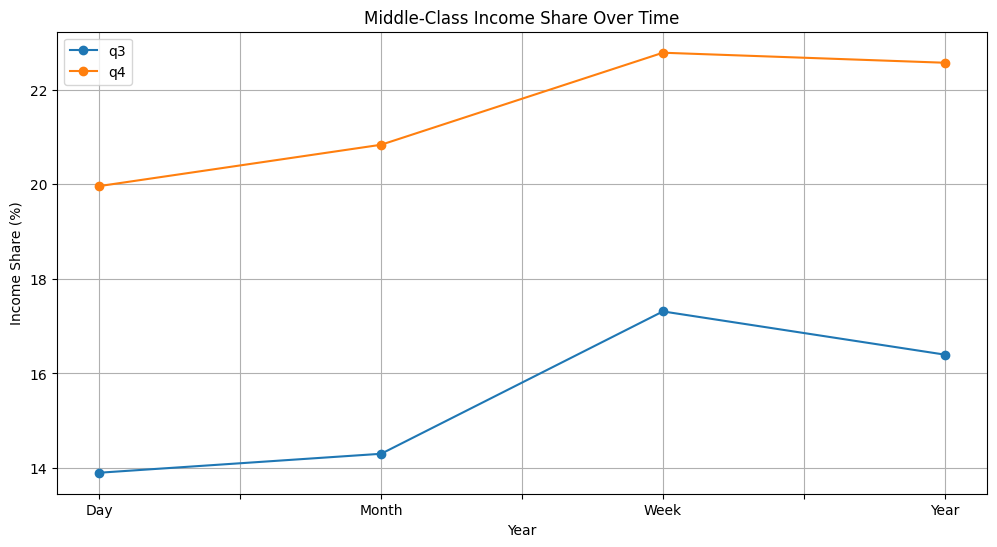 Middle-Class Income Share Over Time
q3
q4
Income Share (%)
22
20
18
16
14
Day Month Week Year
Year